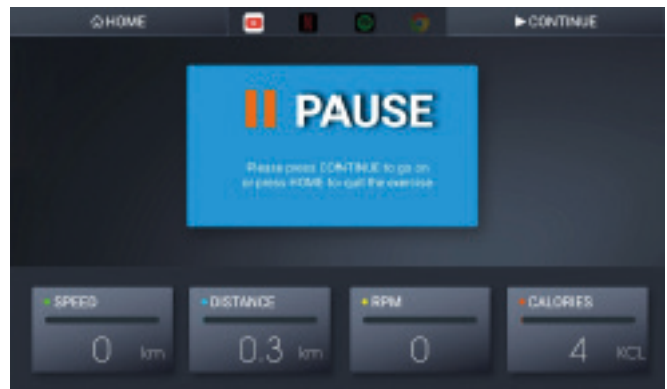 HOME
▶CONTINUE
PAUSE
Please press CONTINUE to go on
or press HOME to quit the exercise
SPEED
DISTANCE
RPM
CALORIES
0 km
0.3 km
0
4 KCL